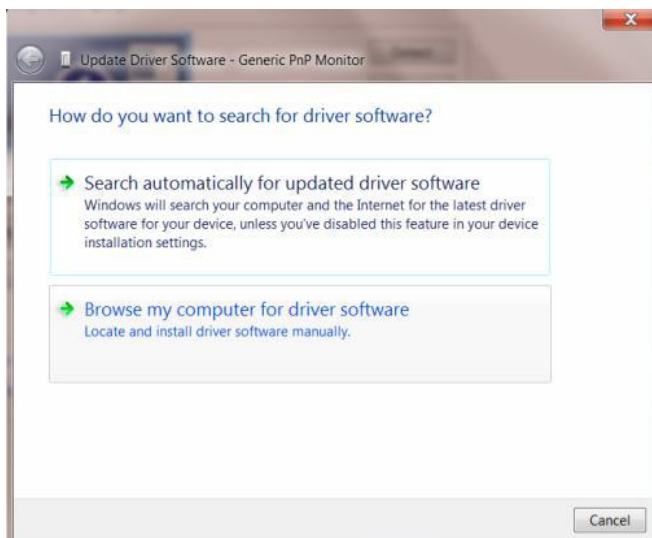 Update Driver Software - Generic PnP Monitor
How do you want to search for driver software?
Search automatically for updated driver software
Windows will search your computer and the Internet for the latest driver
software for your device, unless you've disabled this feature in your device
installation settings.
Browse my computer for driver software
Locate and install driver software manually.
Cancel